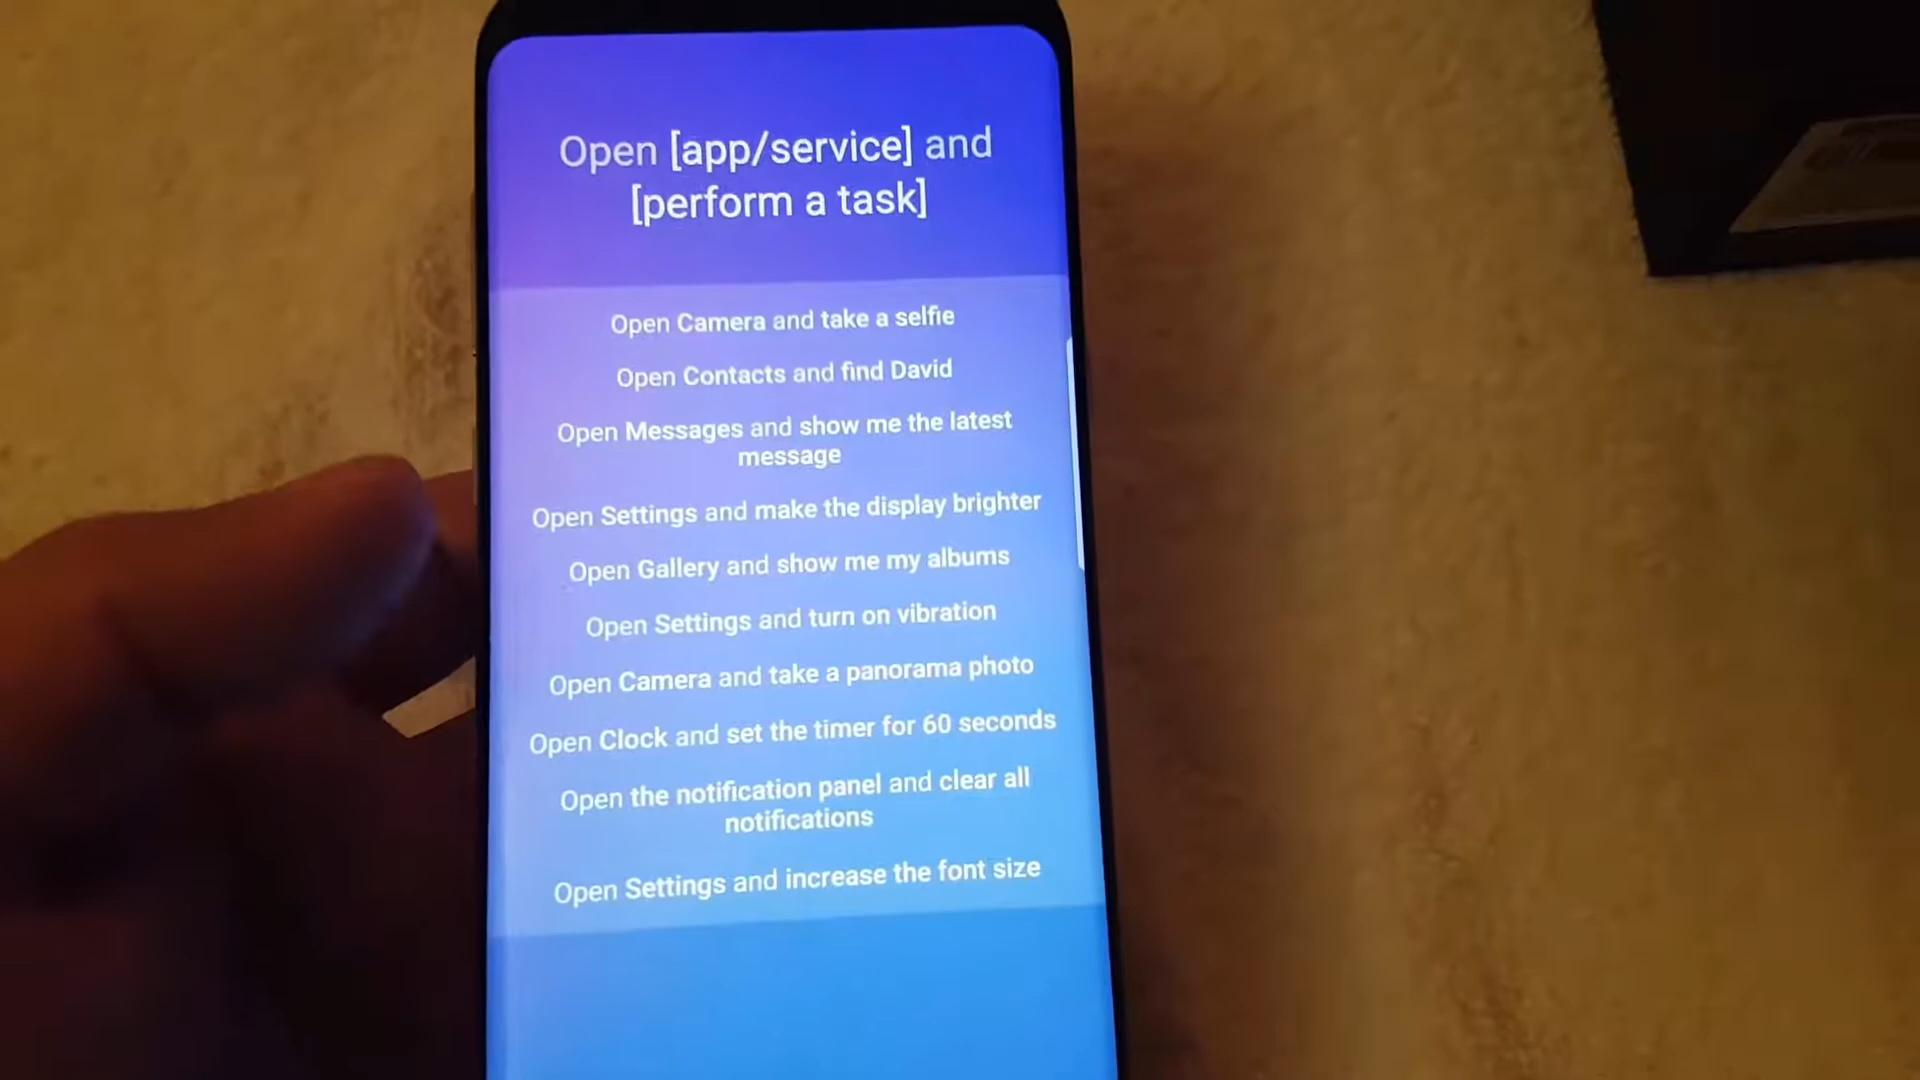 Open [app/service] and
[perform a task]
Open Camera and take a selfie
Open Contacts and find David
Open Messages and show me the latest
message
Open Settings and make the display brighter
Open Gallery and show me my albums
Open Settings and turn on vibration
Open Camera and take a panorama photo
Open Clock and set the timer for 60 seconds
Open the notification panel and clear all
notifications
Open Settings and increase the font size